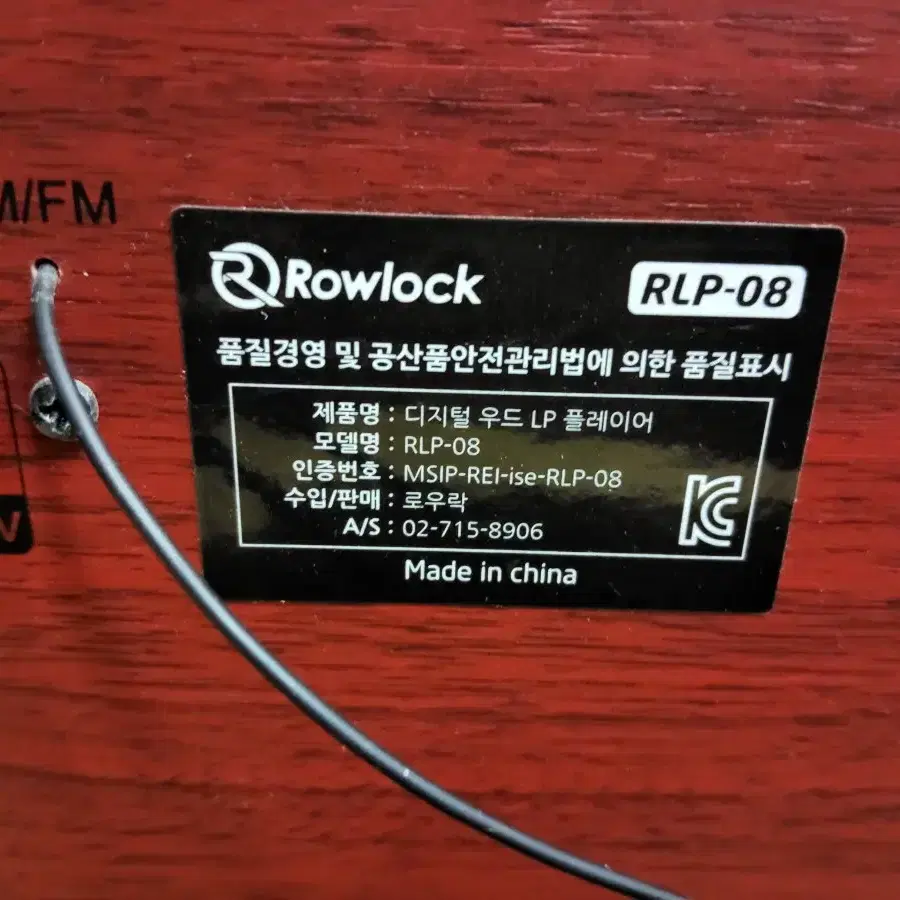 M/FM
Rowlock
RLP-08
품질경영 및 공산품안전관리법에 의한 품질표시
제품명 : 디지털 우드 LP 플레이어
모델명 : RLP-08
인증번호 : MSIP-REI-ise-RLP-08
수입/판매 : 로우락
A/S : 02-715-8906
Made in china